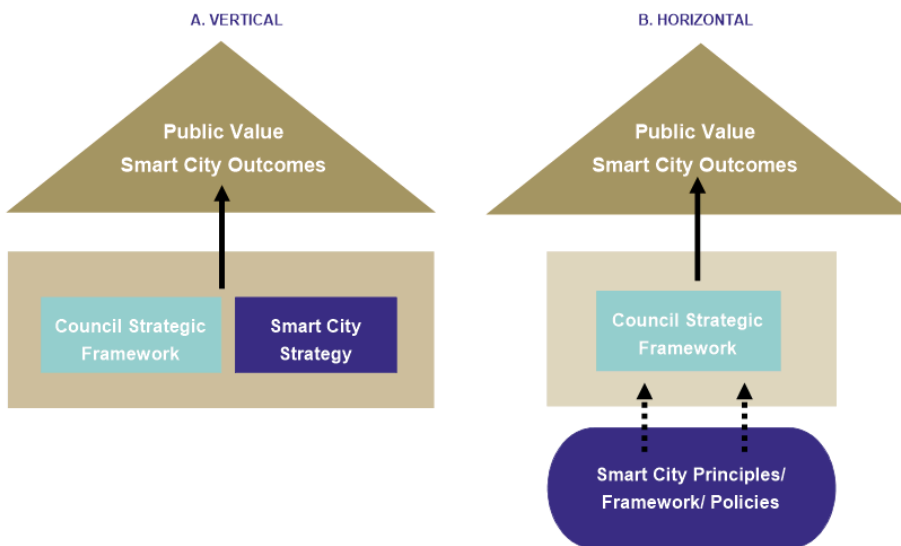 A. VERTICAL
Public Value
Smart City Outcomes
Council Strategic
Framework
Smart City
Strategy
B. HORIZONTAL
Public Value
Smart City Outcomes
Council Strategic
Framework
Smart City Principles/
Framework/ Policies